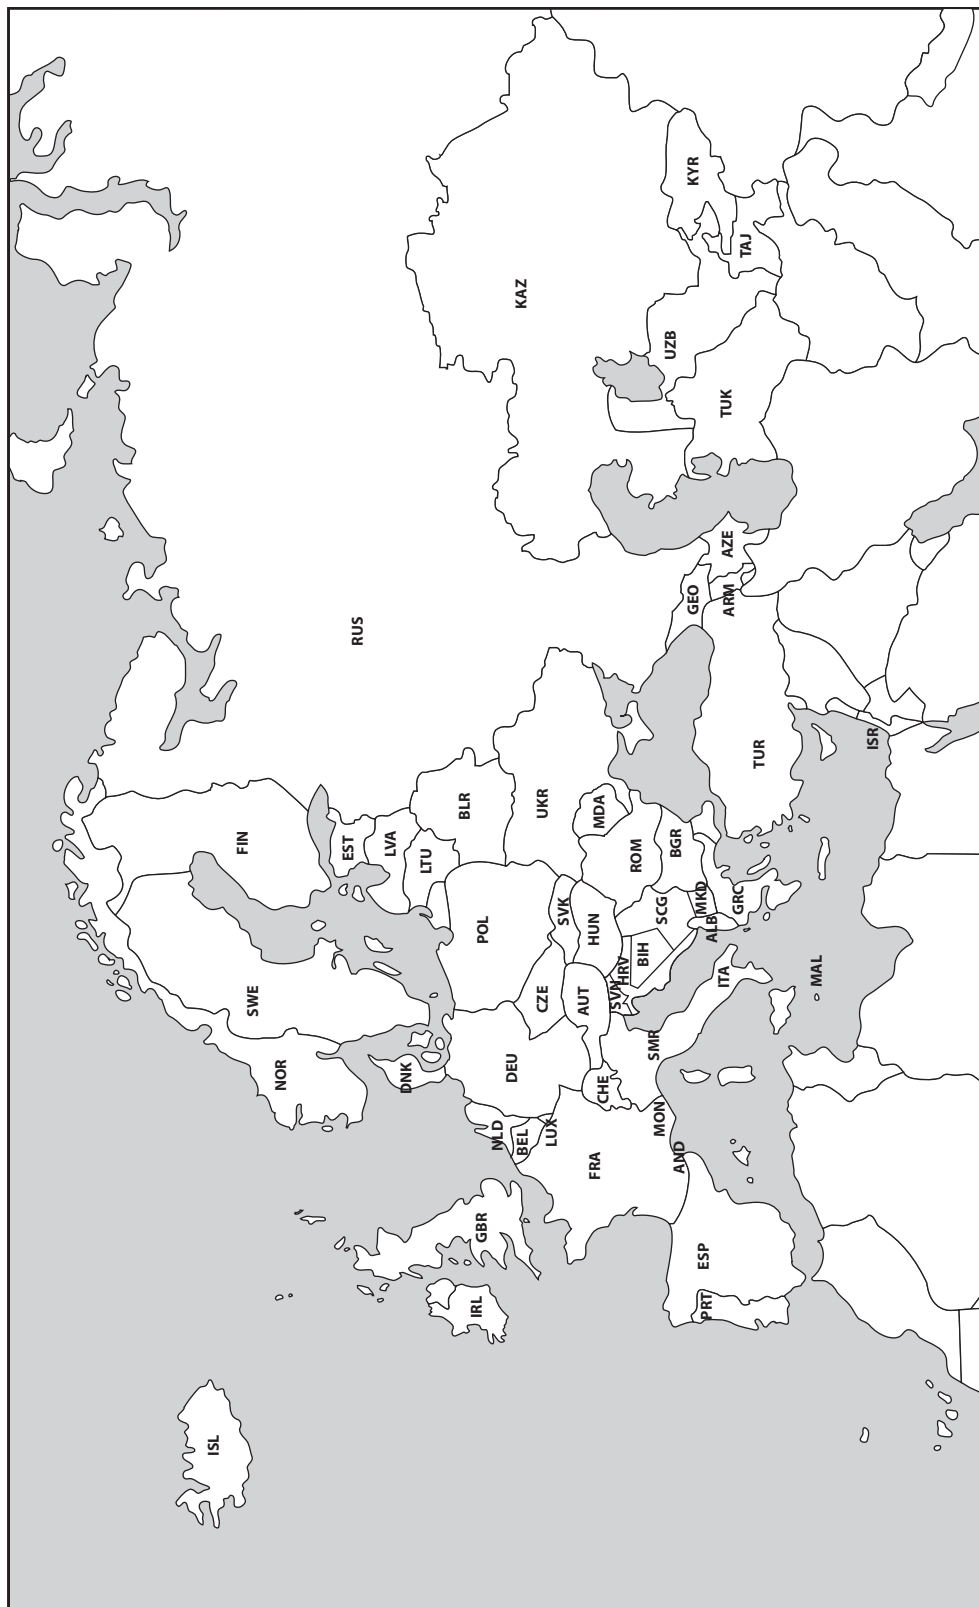 ISL
NOR
SWE
FIN
RUS
EST
LVA
LTU
DNK
IRL
GBR
NLD
BEL
LUX
DEU
POL
BLR
UKR
CZE
SVK
FRA
CHE
AUT
HUN
MDA
KAZ
SVN
HRV
BIH
SCG
ROM
BGR
MON
SMR
AND
PRT
ESP
ITA
ALB
MKD
GRC
TUR
GEO
ARM
AZE
TUK
UZB
KYR
TAJ
MAL
ISR